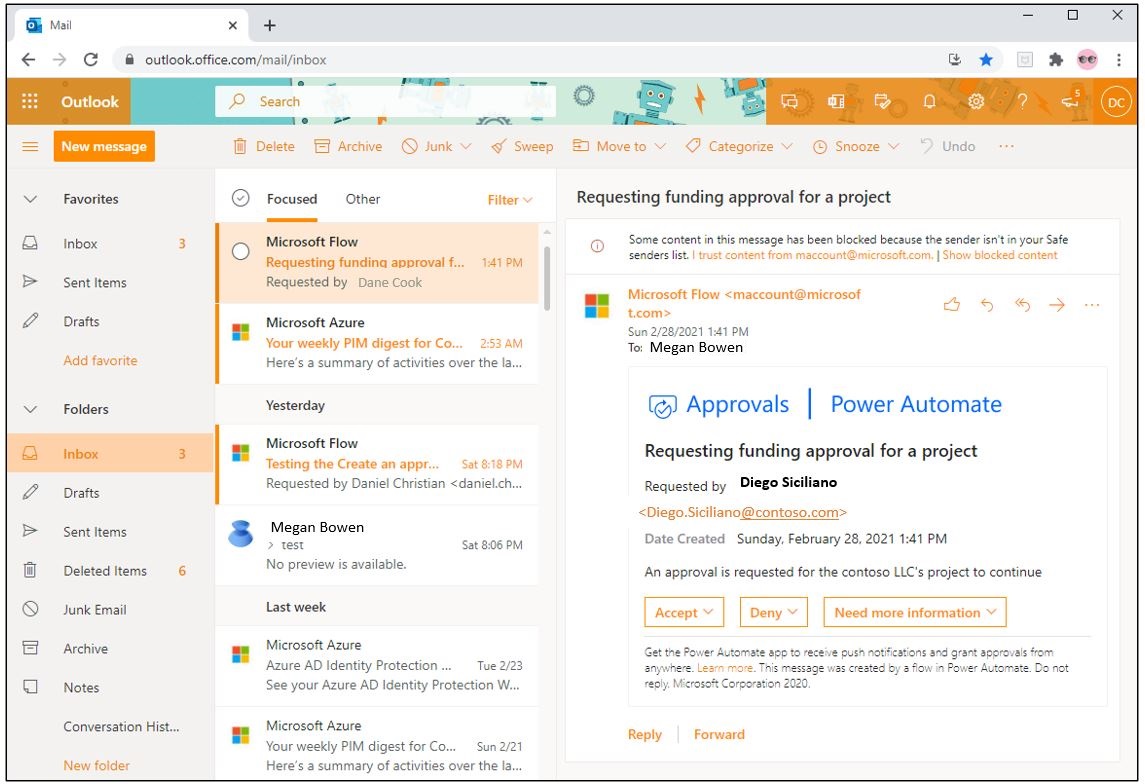 Mail
outlook.office.com/mail/inbox
Outlook
Search
5
DC
New message
Delete
Archive
Junk
Sweep
Move to
Categorize
Snooze
Undo
Favorites
Inbox 3
Sent Items
Drafts
Add favorite
Folders
Inbox 3
Drafts
Sent Items
Deleted Items 6
Junk Email
Archive
Notes
Conversation Hist...
New folder
Focused Other Filter
Microsoft Flow
Requesting funding approval f... 1:41 PM
Requested by Dane Cook
Microsoft Azure
Your weekly PIM digest for Co... 2:53 AM
Here's a summary of activities over the la...
Yesterday
Microsoft Flow
Testing the Create an appr... Sat 8:18 PM
Requested by Daniel Christian <daniel.ch...
Megan Bowen
> test Sat 8:06 PM
No preview is available.
Last week
Microsoft Azure
Azure AD Identity Protection ... Tue 2/23
See your Azure AD Identity Protection W...
Microsoft Azure
Your weekly PIM digest for Co... Sun 2/21
Here's a summary of activities over the la...
Requesting funding approval for a project
Some content in this message has been blocked because the sender isn't in your Safe
senders list. I trust content from maccount@microsoft.com. | Show blocked content
Microsoft Flow <maccount@microsof
t.com>
Sun 2/28/2021 1:41 PM
To: Megan Bowen
Approvals | Power Automate
Requesting funding approval for a project
Requested by Diego Siciliano
<Diego.Siciliano@contoso.com>
Date Created Sunday, February 28, 2021 1:41 PM
An approval is requested for the contoso LLC's project to continue
Accept
Deny
Need more information
Get the Power Automate app to receive push notifications and grant approvals from
anywhere. Learn more. This message was created by a flow in Power Automate. Do not
reply. Microsoft Corporation 2020.
Reply | Forward